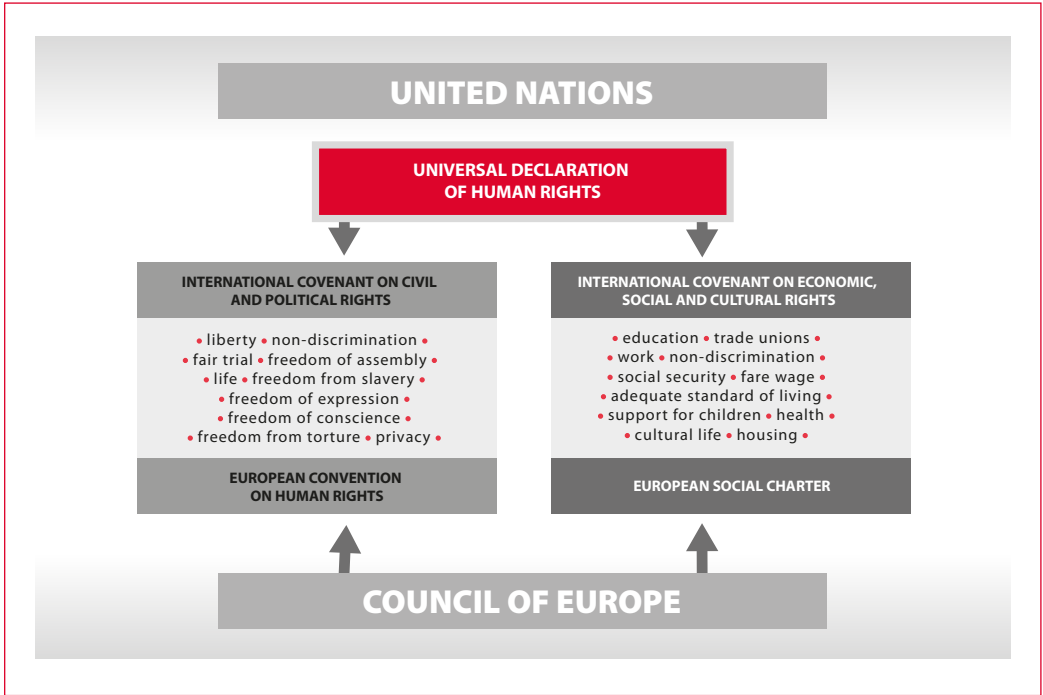 UNITED NATIONS
UNIVERSAL DECLARATION
OF HUMAN RIGHTS
INTERNATIONAL COVENANT ON CIVIL
AND POLITICAL RIGHTS
• liberty • non-discrimination •
• fair trial • freedom of assembly •
• life • freedom from slavery •
• freedom of expression •
• freedom of conscience •
• freedom from torture • privacy •
EUROPEAN CONVENTION
ON HUMAN RIGHTS
INTERNATIONAL COVENANT ON ECONOMIC,
SOCIAL AND CULTURAL RIGHTS
• education • trade unions •
• work • non-discrimination •
• social security • fare wage •
• adequate standard of living •
• support for children • health •
• cultural life • housing •
EUROPEAN SOCIAL CHARTER
COUNCIL OF EUROPE